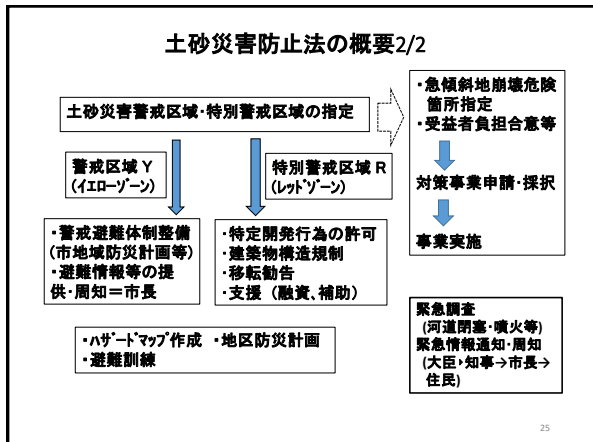 土砂災害防止法の概要2/2
土砂災害警戒区域・特別警戒区域の指定
警戒区域 Y
(イエローゾーン)
特別警戒区域 R
(ﾚｯﾄﾞｿﾞｰﾝ)
・警戒避難体制整備
(市地域防災計画等)
・避難情報等の提
供・周知＝市長
・特定開発行為の許可
・建築物構造規制
・移転勧告
・支援（融資、補助）
・ﾊｻﾞｰﾄﾞﾏｯﾌﾟ作成 ・地区防災計画
・避難訓練
・急傾斜地崩壊危険
箇所指定
・受益者負担合意等
対策事業申請・採択
事業実施
緊急調査
(河道閉塞・噴火等)
緊急情報通知・周知
(大臣・知事→市長→
住民)
25